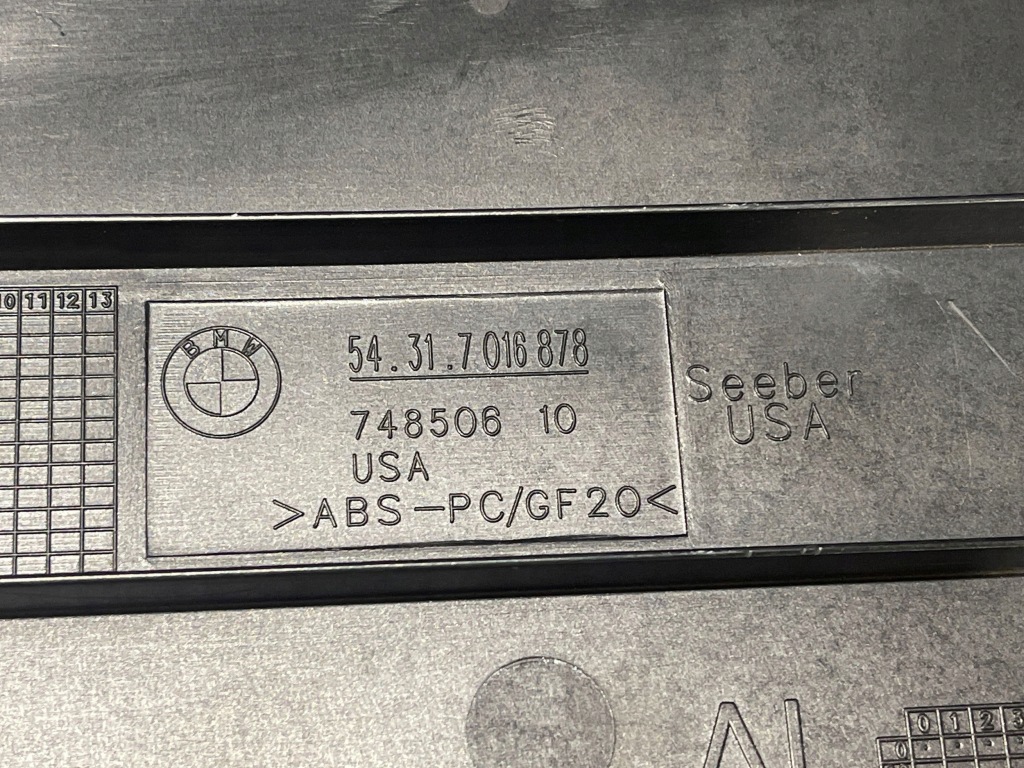 10 11 12 13
BMW
54.31.7 016 878
748506 10
USA
>ABS-PC/GF20<
Seeber
USA
0 1 2 3
0